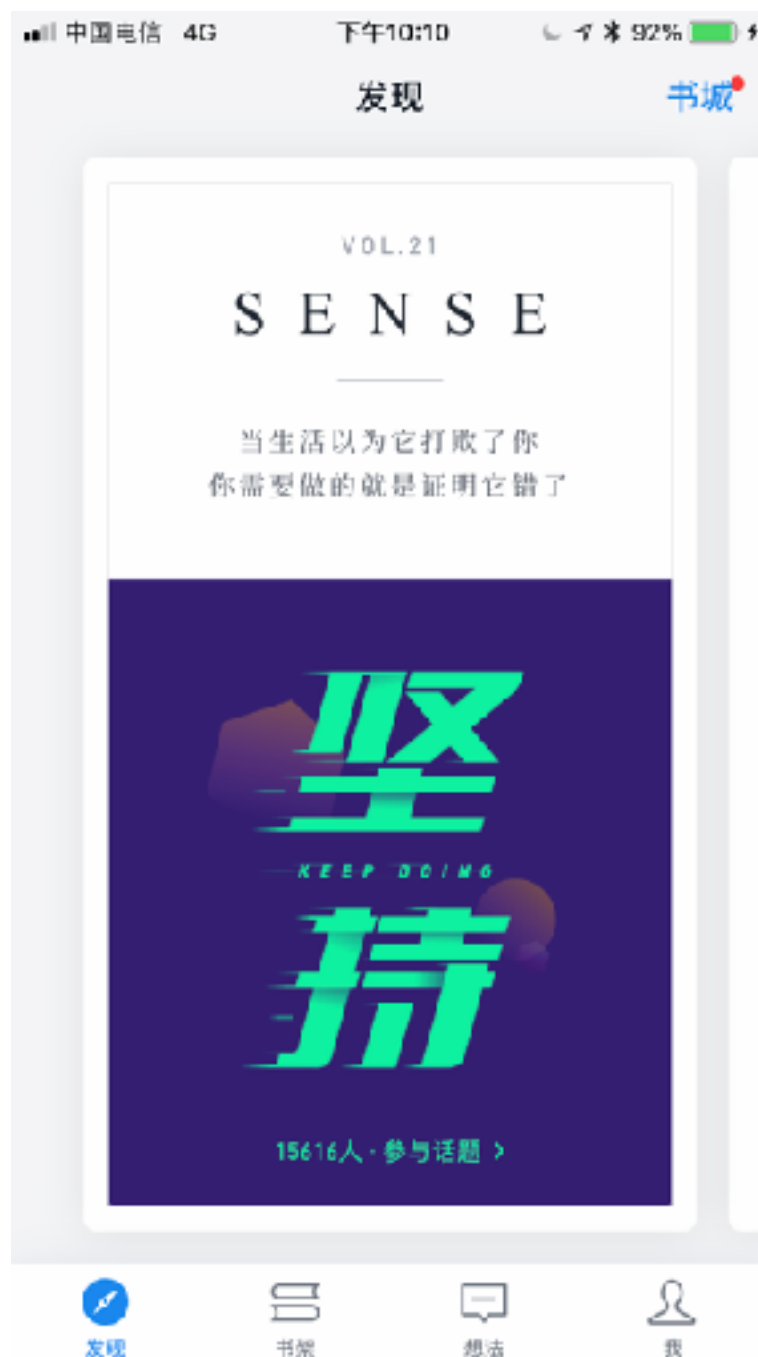 中国电信 4G 下午10:10 92%
发现 书城
VOL.21
SENSE
当生活以为它打败了你
你需要做的就是证明它错了
坚
KEEP DOING
持
15616人·参与话题 >
发现 书架 想法 我